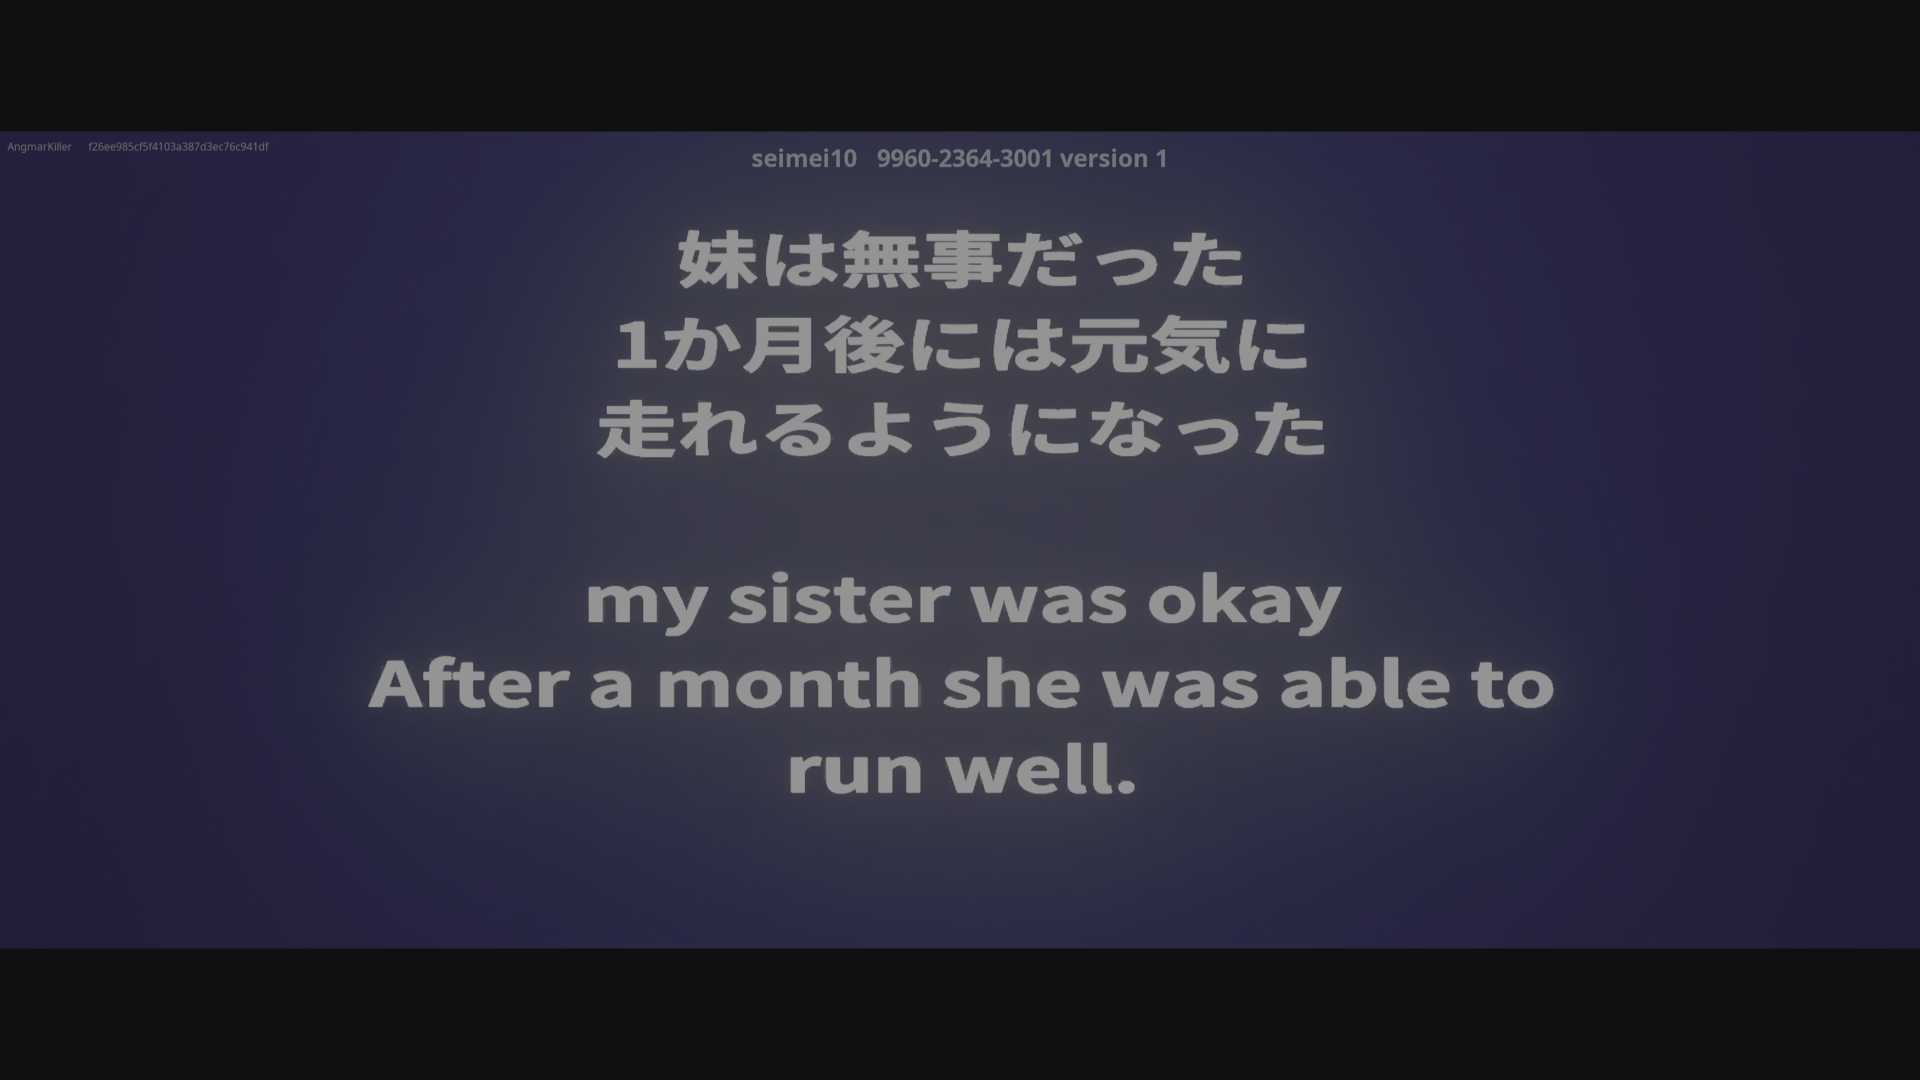 AngmarKiller f26ee985cf5f4103a387d3ec76c941df
seimei10 9960-2364-3001 version 1
妹は無事だった
1か月後には元気に
走れるようになった
my sister was okay
After a month she was able to
run well.